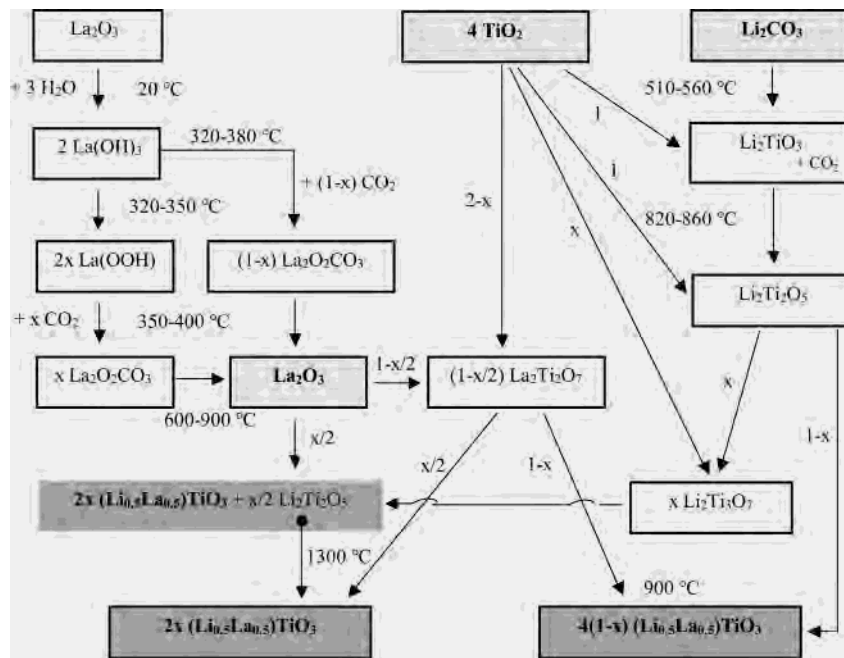 La₂O₃
4 TiO₂
Li₂CO₃
+ 3 H₂O
20 °C
510-560 °C
1
2 La(OH)₃
320-380 °C
Li₂TiO₃
+ CO₂
+ (1-x) CO₂
1
320-350 °C
2-x
x
820-860 °C
2x La(OOH)
(1-x) La₂O₂CO₃
Li₂Ti₂O₅
+ x CO₂
350-400 °C
x La₂O₂CO₃
La₂O₃
1-x/2
(1-x/2) La₂Ti₂O₇
x
600-900 °C
x/2
x/2
1-x
1-x
2x (Li₀.₅La₀.₅)TiO₃ + x/2 Li₂Ti₂O₅
x Li₂Ti₃O₇
1300 °C
900 °C
2x (Li₀.₅La₀.₅)TiO₃
4(1-x) (Li₀.₅La₀.₅)TiO₃